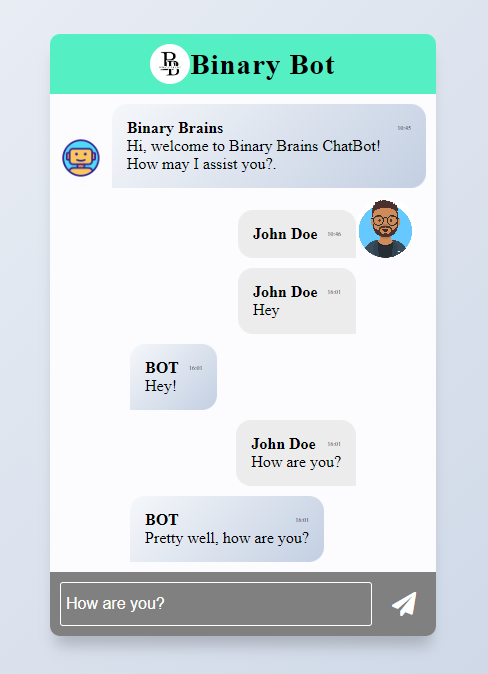 Binary Bot
Binary Brains 10:45
Hi, welcome to Binary Brains ChatBot!
How may I assist you?.
John Doe 10:46
John Doe 16:01
Hey
BOT 16:01
Hey!
John Doe 16:01
How are you?
BOT 16:01
Pretty well, how are you?
How are you?